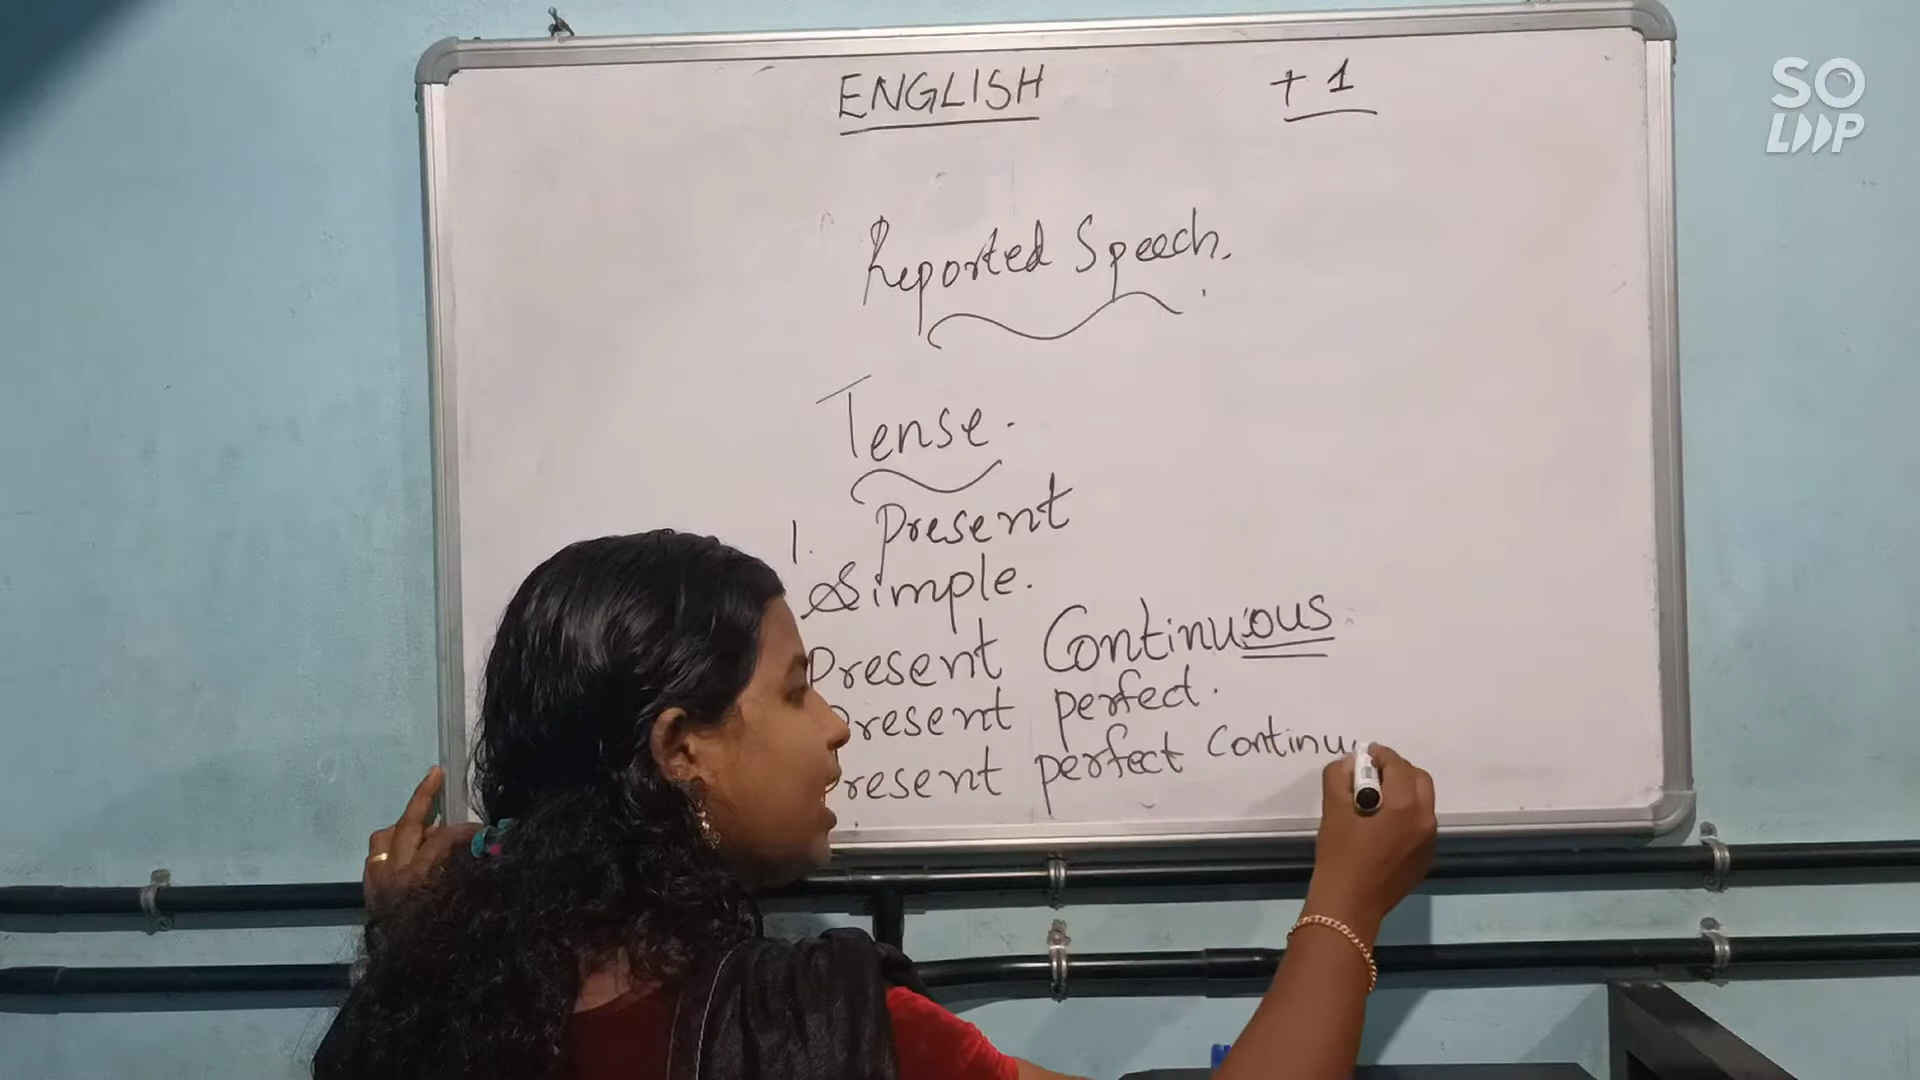 ENGLISH +1
Reported Speech.
Tense.
1. Present
Simple.
Present Continuous
Present perfect.
Present perfect Continu
SO
LOOP